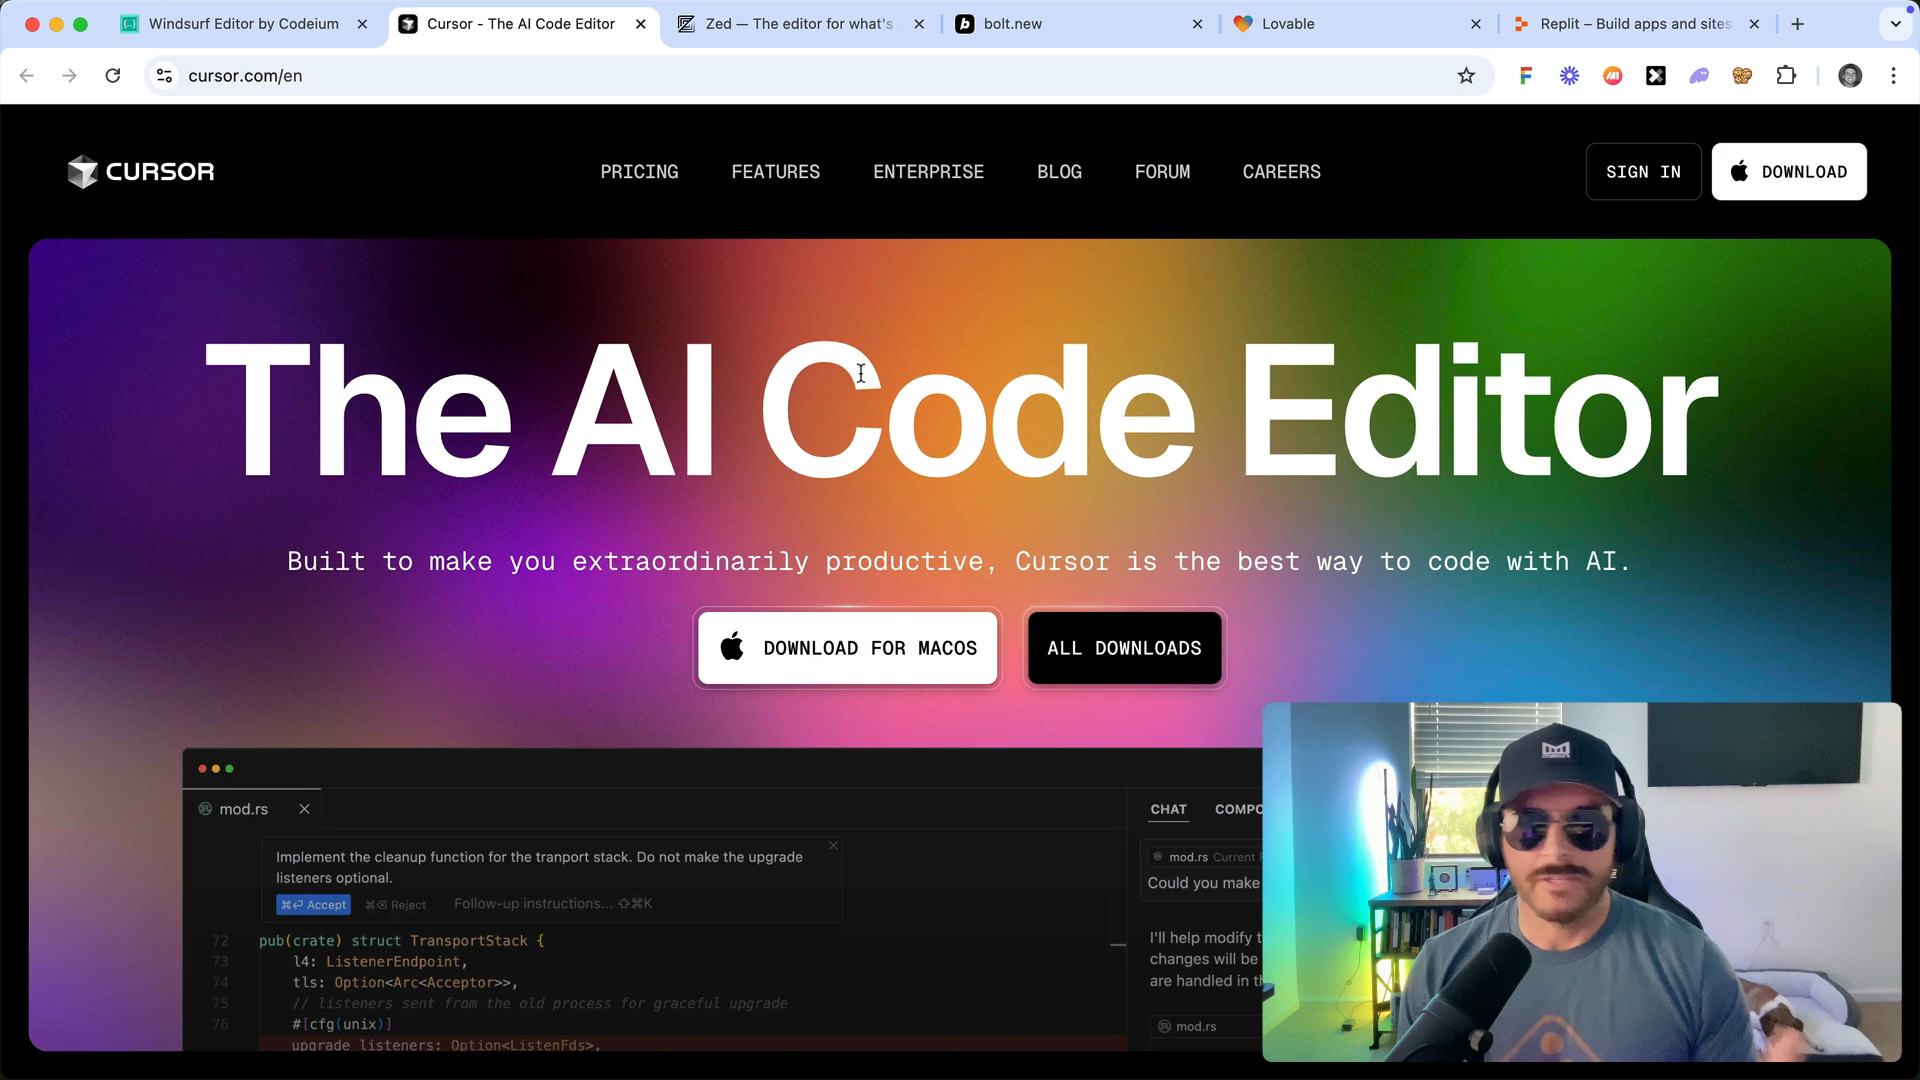 Windsurf Editor by Codeium
Cursor - The AI Code Editor
Zed — The editor for what's
bolt.new
Lovable
Replit – Build apps and sites
cursor.com/en
CURSOR
PRICING
FEATURES
ENTERPRISE
BLOG
FORUM
CAREERS
SIGN IN
DOWNLOAD
The AI Code Editor
Built to make you extraordinarily productive, Cursor is the best way to code with AI.
DOWNLOAD FOR MACOS
ALL DOWNLOADS
mod.rs
Implement the cleanup function for the tranport stack. Do not make the upgrade
listeners optional.
⌘⏎ Accept
⌘⌫ Reject
Follow-up instructions... ⇧⌘K
72 pub(crate) struct TransportStack {
73 l4: ListenerEndpoint,
74 tls: Option<Arc<Acceptor>>,
75 // listeners sent from the old process for graceful upgrade
76 #[cfg(unix)]
upgrade_listeners: Option<ListenFds>,
CHAT
COMPO
mod.rs Current
Could you make
I'll help modify t
changes will be
are handled in th
mod.rs